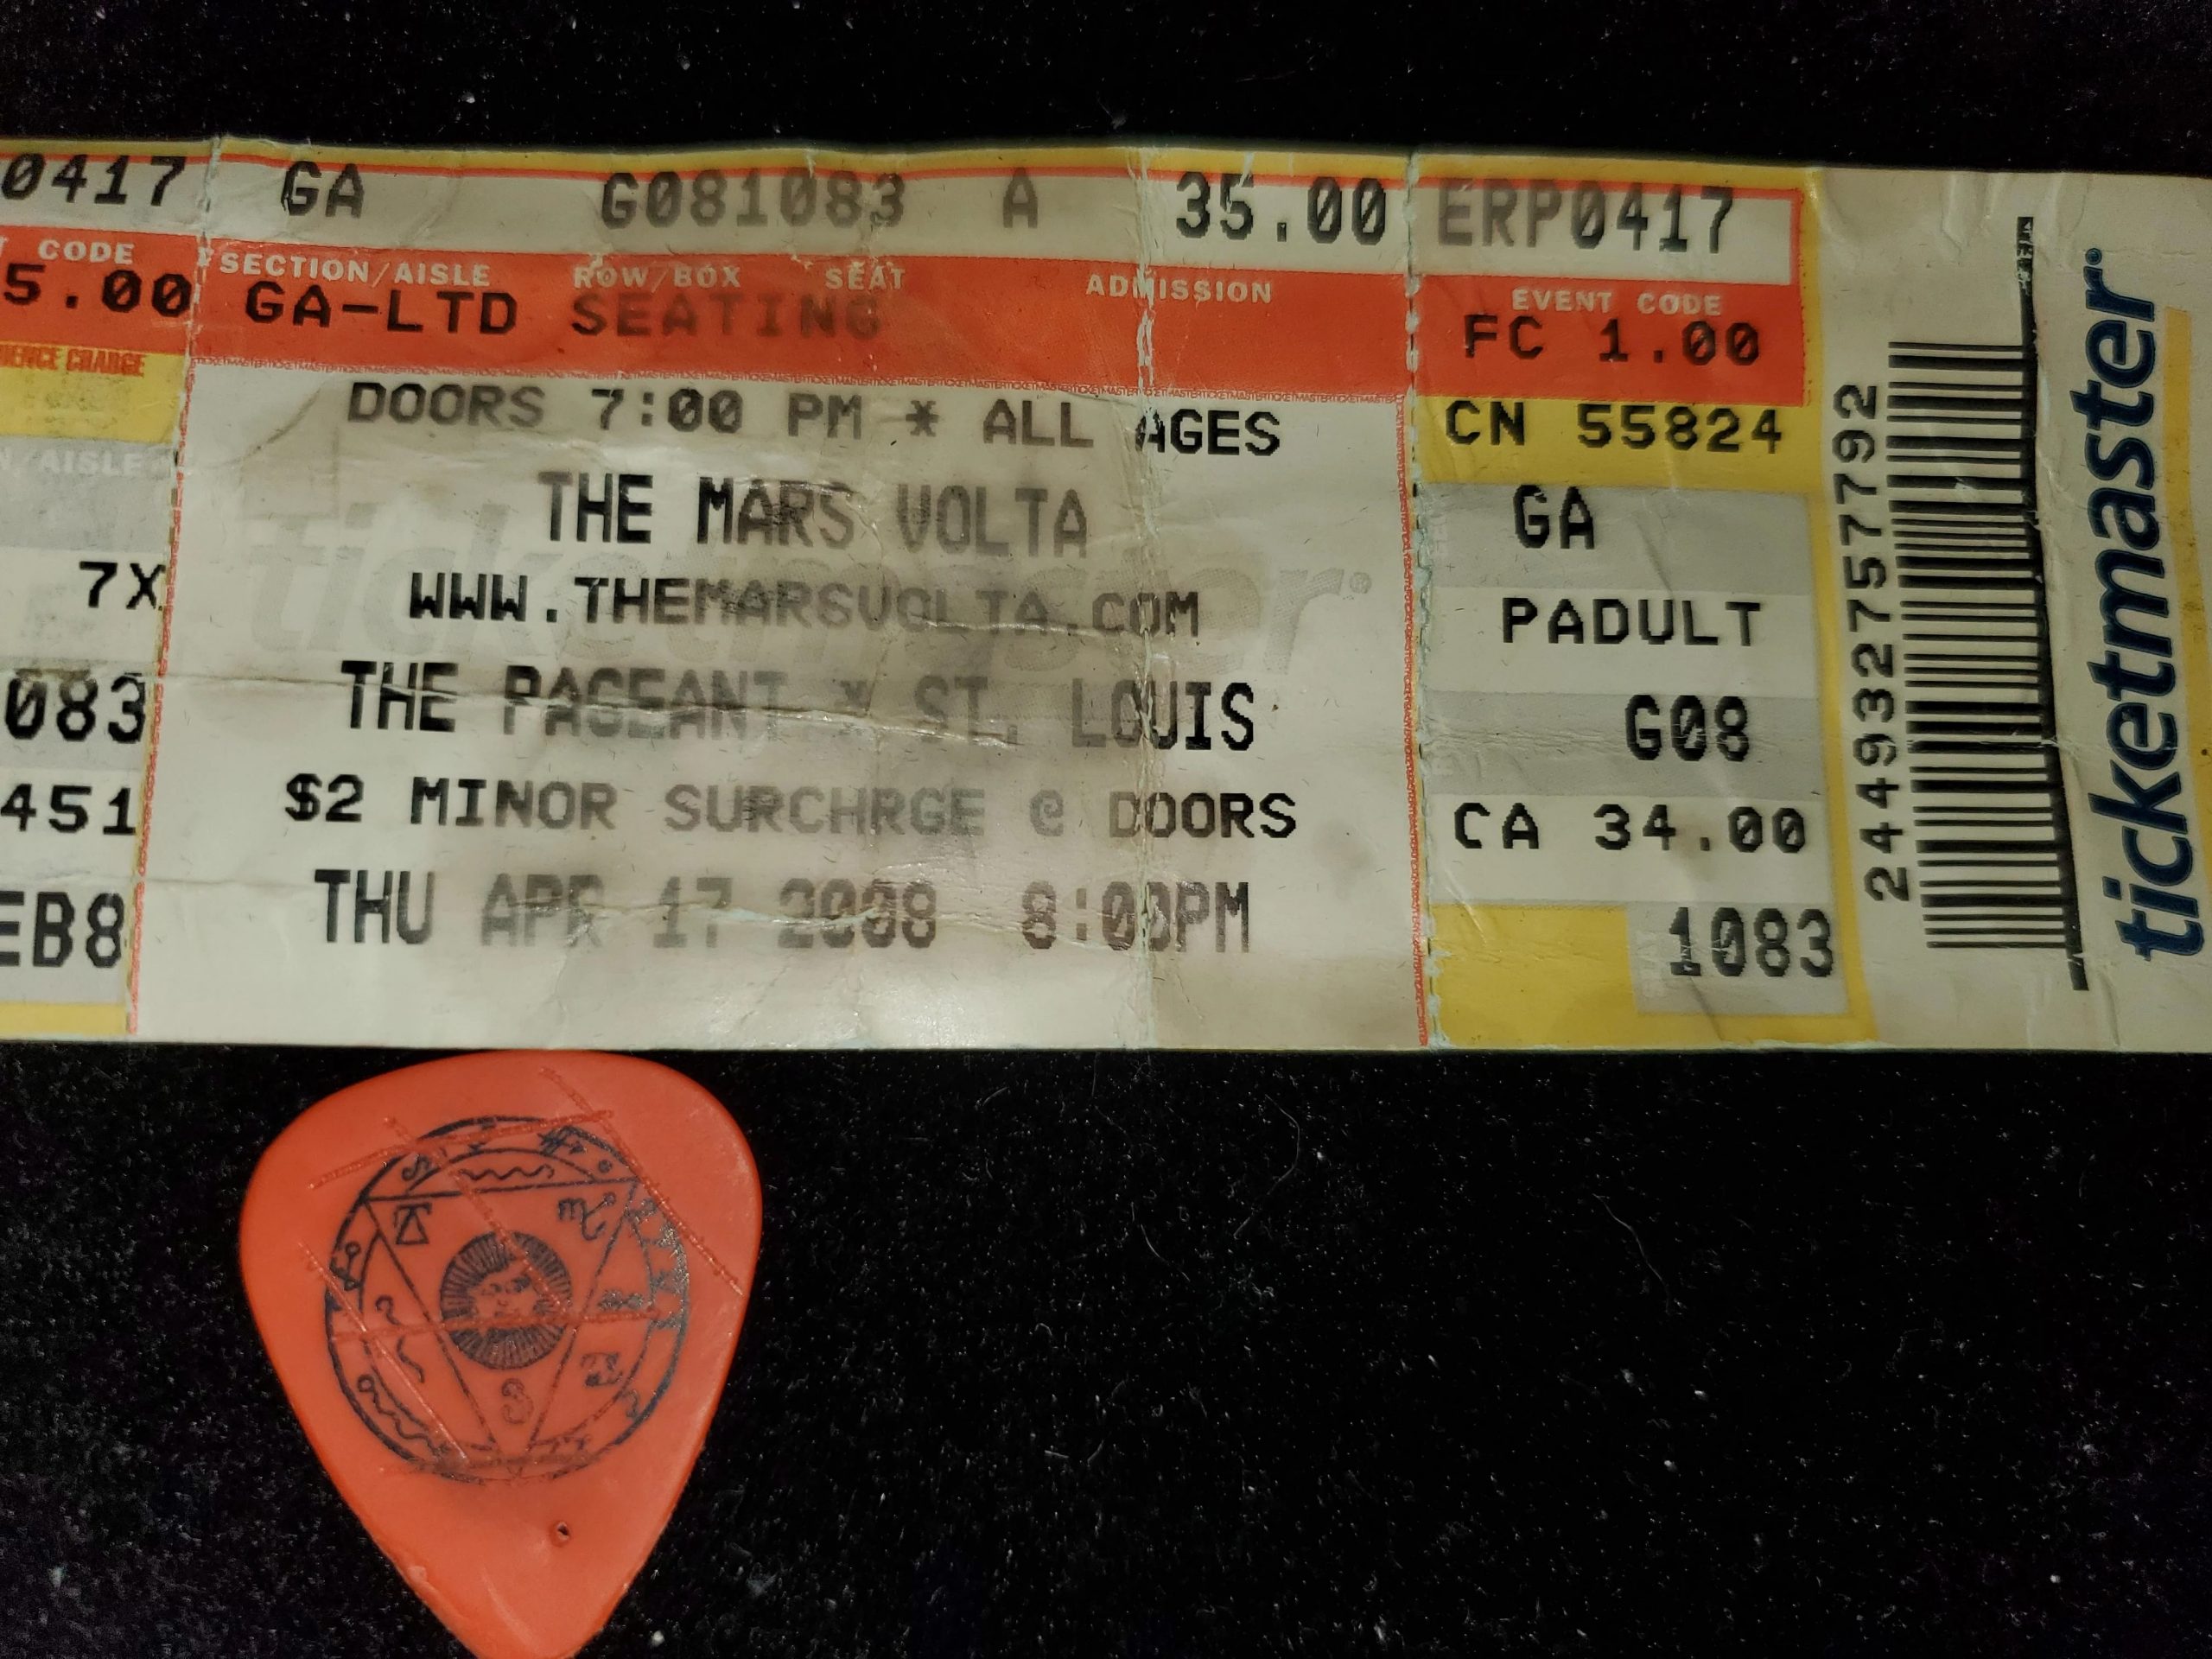 0417 GA G081083 A 35.00 ERP0417
CODE SECTION/AISLE ROW/BOX SEAT ADMISSION EVENT CODE
5.00 GA-LTD SEATING FC 1.00
DOORS 7:00 PM * ALL AGES CN 55824
THE MARS VOLTA GA
7X WWW.THEMARSVOLTA.COM PADULT
083 THE PAGEANT * ST. LOUIS G08
451 $2 MINOR SURCHRGE @ DOORS CA 34.00
EB8 THU APR 17 2008 8:00PM 1083
244932757792
ticketmaster
ticketmaster